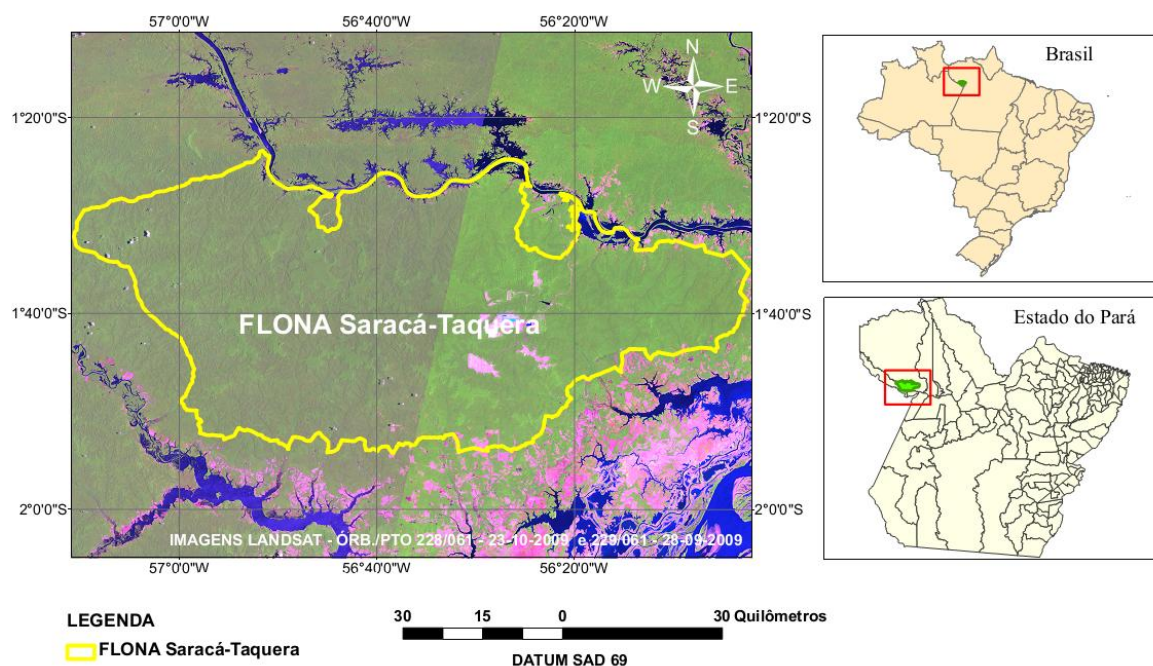 57°0'0"W 56°40'0"W 56°20'0"W
N
W E
S
1°20'0"S 1°20'0"S
1°40'0"S 1°40'0"S
FLONA Saracá-Taquera
2°0'0"S 2°0'0"S
IMAGENS LANDSAT - ÓRB./PTO 228/061 - 23-10-2009 e 229/061 - 28-09-2009
57°0'0"W 56°40'0"W 56°20'0"W
Brasil
Estado do Pará
LEGENDA
FLONA Saracá-Taquera
30 15 0 30 Quilômetros
DATUM SAD 69